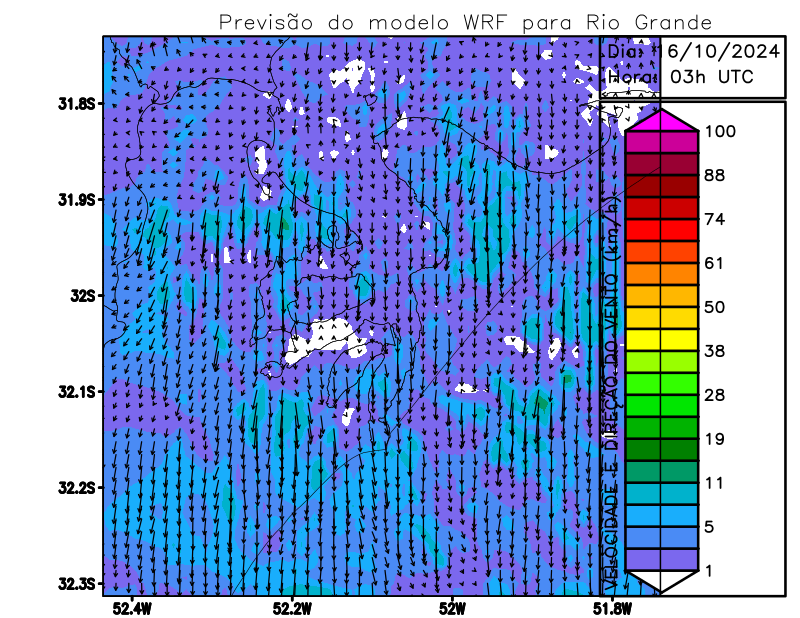 Previsão do modelo WRF para Rio Grande
Dia: 16/10/2024
Hora: 03h UTC
31.8S
31.9S
32S
32.1S
32.2S
32.3S
52.4W
52.2W
52W
51.8W
VELOCIDADE E DIREÇÃO DO VENTO (km/h)
100
88
74
61
50
38
28
19
11
5
1